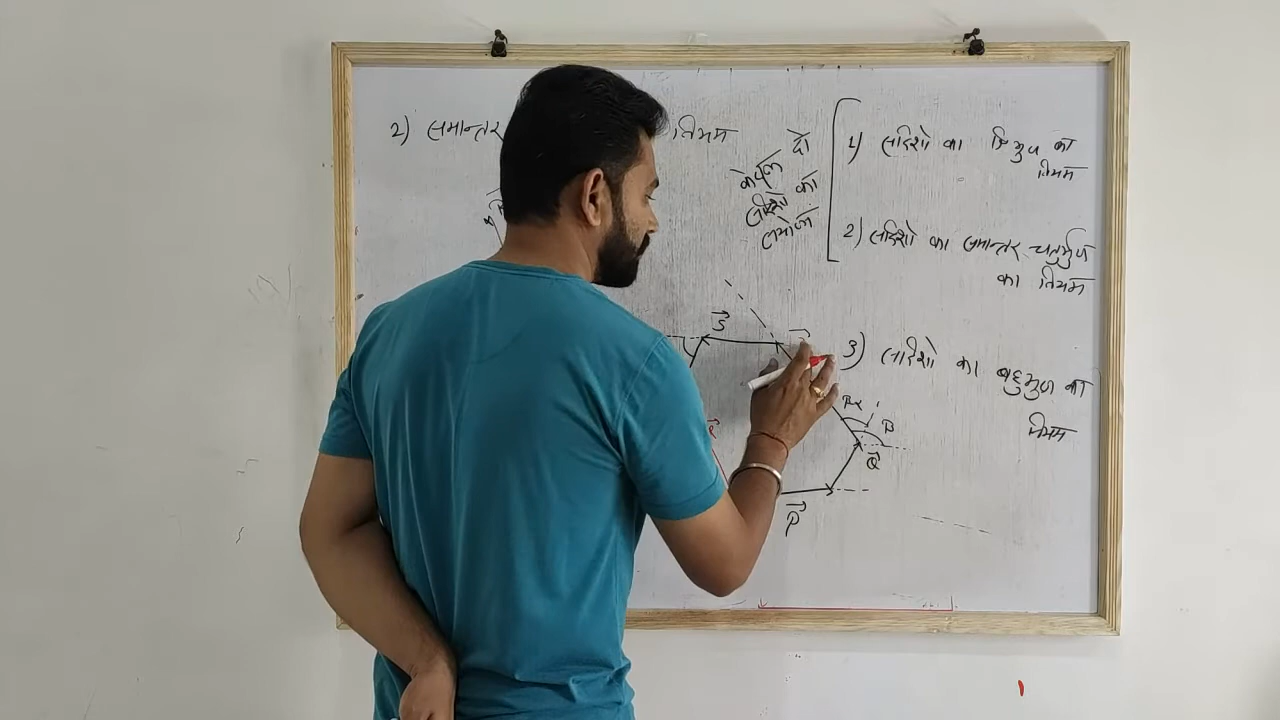 2) समान्तर
नियम
केवल दो
सदिशो का
1) सदिशो का त्रिभुज का
नियम
2) सदिशो का समान्तर चतुर्भुज
का नियम
3) सदिशो का बहुभुज का
नियम
S
B
Q
P